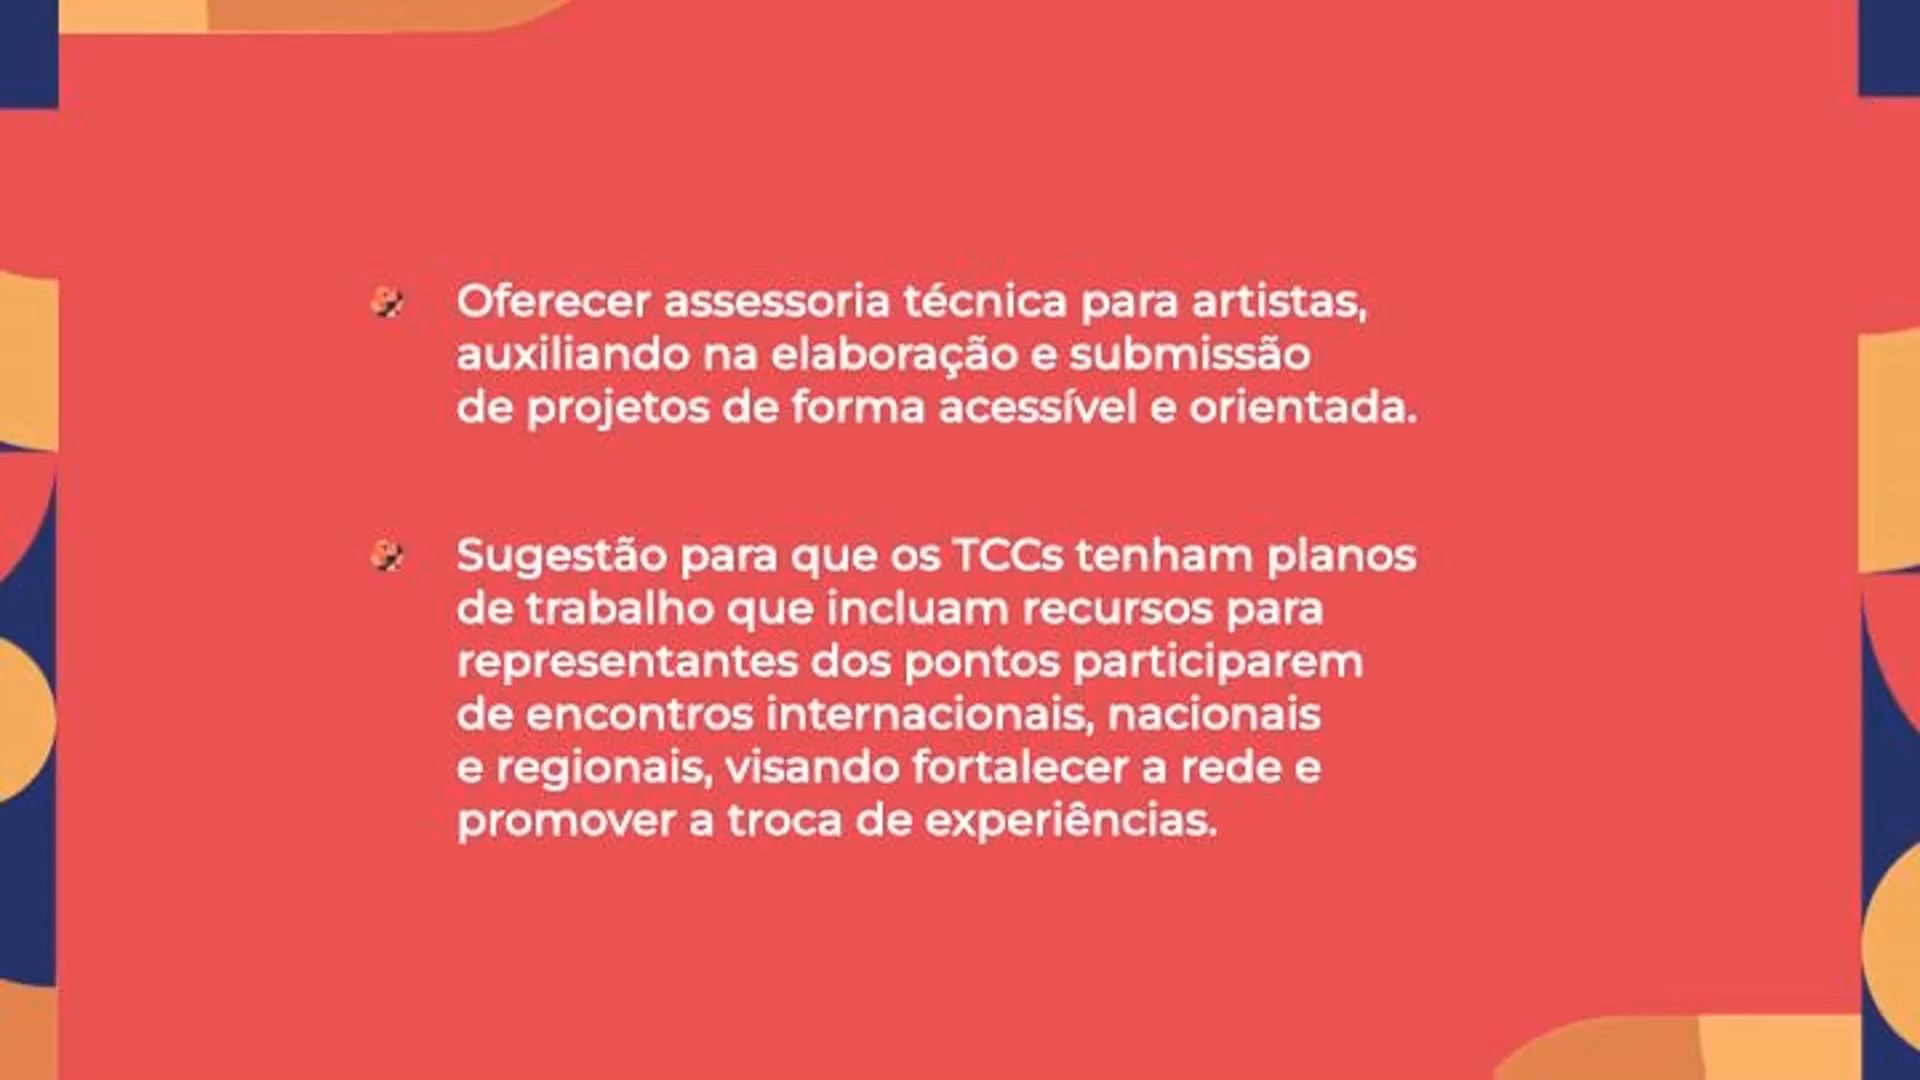 Oferecer assessoria técnica para artistas,
auxiliando na elaboração e submissão
de projetos de forma acessível e orientada.
Sugestão para que os TCCs tenham planos
de trabalho que incluam recursos para
representantes dos pontos participarem
de encontros internacionais, nacionais
e regionais, visando fortalecer a rede e
promover a troca de experiências.